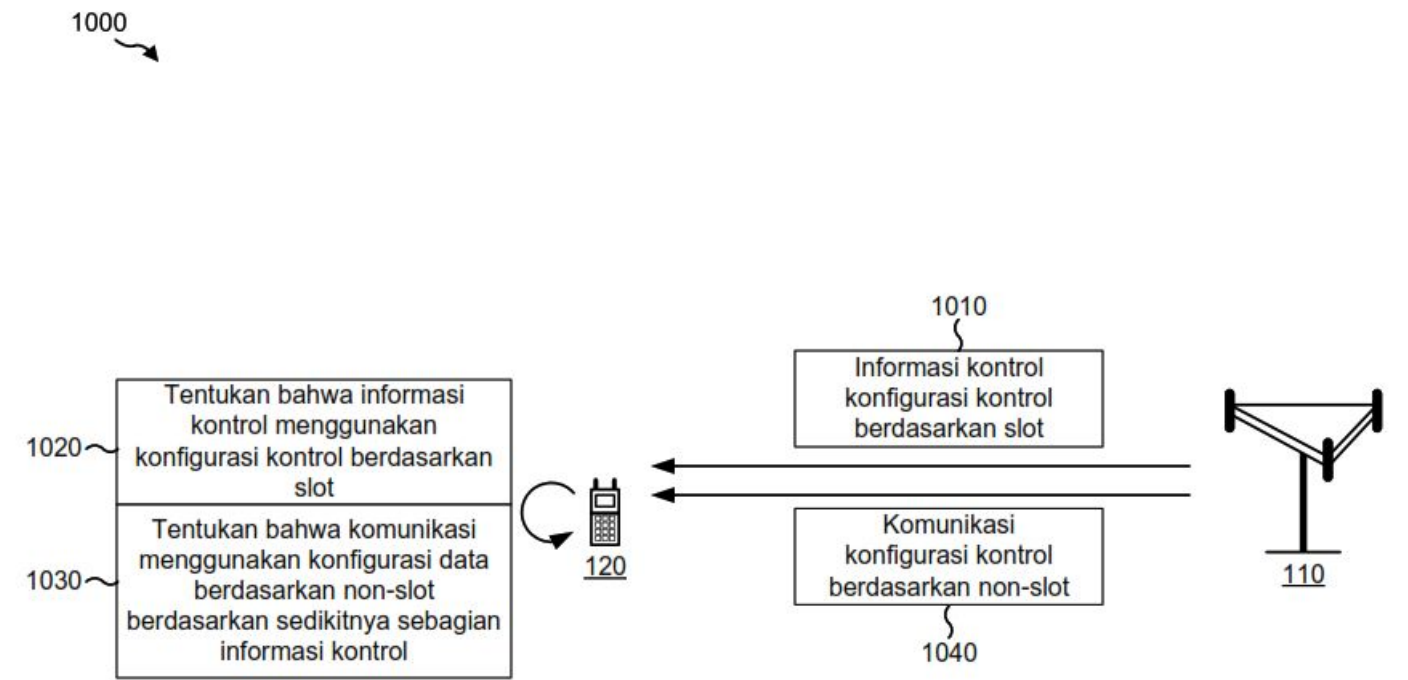 1000
1010
Informasi kontrol
konfigurasi kontrol
berdasarkan slot
1020
Tentukan bahwa informasi
kontrol menggunakan
konfigurasi kontrol berdasarkan
slot
1030
Tentukan bahwa komunikasi
menggunakan konfigurasi data
berdasarkan non-slot
berdasarkan sedikitnya sebagian
informasi kontrol
120
Komunikasi
konfigurasi kontrol
berdasarkan non-slot
1040
110